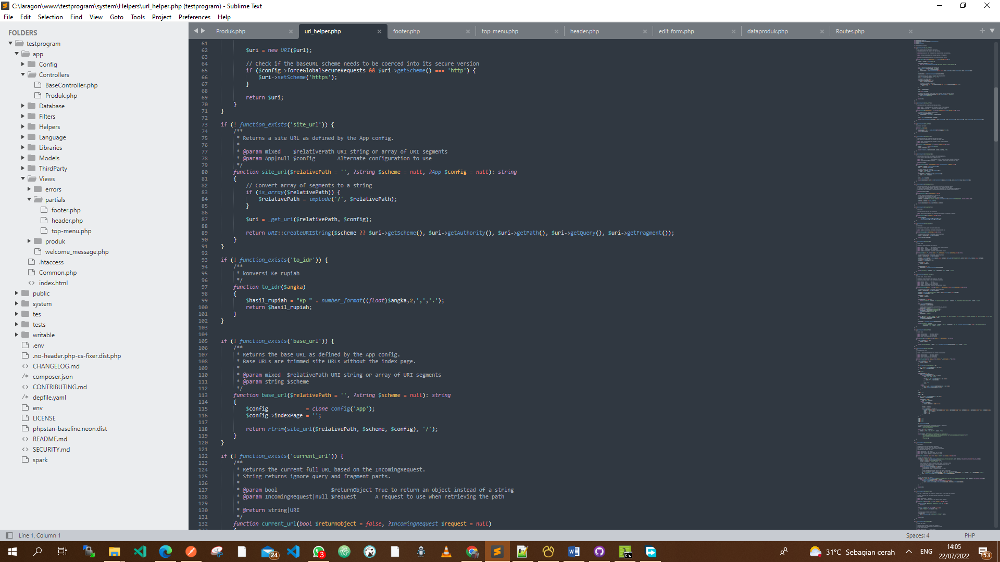 C:\laragon\www\testprogram\system\Helpers\url_helper.php (testprogram) - Sublime Text
File Edit Selection Find View Goto Tools Project Preferences Help
FOLDERS
testprogram
app
Config
Controllers
BaseController.php
Produk.php
Database
Filters
Helpers
Language
Libraries
Models
ThirdParty
Views
errors
partials
footer.php
header.php
top-menu.php
produk
welcome_message.php
.htaccess
Common.php
index.html
public
system
tes
tests
writable
.env
.no-header.php-cs-fixer.dist.php
CHANGELOG.md
composer.json
CONTRIBUTING.md
depfile.yaml
env
LICENSE
phpstan-baseline.neon.dist
README.md
SECURITY.md
spark
Produk.php url_helper.php footer.php top-menu.php header.php edit-form.php dataproduk.php Routes.php
61
62 $uri = new URI($url);
63
64 // Check if the baseURL scheme needs to be coerced into its secure version
65 if ($config->forceGlobalSecureRequests && $uri->getScheme() === 'http') {
66 $uri->setScheme('https');
67 }
68
69 return $uri;
70 }
71 }
72
73 if (! function_exists('site_url')) {
74 /**
75 * Returns a site URL as defined by the App config.
76 *
77 * @param mixed $relativePath URI string or array of URI segments
78 * @param App|null $config Alternate configuration to use
79 */
80 function site_url($relativePath = '', ?string $scheme = null, ?App $config = null): string
81 {
82 // Convert array of segments to a string
83 if (is_array($relativePath)) {
84 $relativePath = implode('/', $relativePath);
85 }
86
87 $uri = _get_uri($relativePath, $config);
88
89 return URI::createURIString($scheme ?? $uri->getScheme(), $uri->getAuthority(), $uri->getPath(), $uri->getQuery(), $uri->getFragment());
90 }
91 }
92
93 if (! function_exists('to_idr')) {
94 /**
95 * konversi Ke rupiah
96 */
97 function to_idr($angka)
98 {
99 $hasil_rupiah = "Rp " . number_format((float)$angka,2,',','.');
100 return $hasil_rupiah;
101 }
102 }
103
104
105 if (! function_exists('base_url')) {
106 /**
107 * Returns the base URL as defined by the App config.
108 * Base URLs are trimmed site URLs without the index page.
109 *
110 * @param mixed $relativePath URI string or array of URI segments
111 * @param string $scheme
112 */
113 function base_url($relativePath = '', ?string $scheme = null): string
114 {
115 $config = clone config('App');
116 $config->indexPage = '';
117
118 return rtrim(site_url($relativePath, $scheme, $config), '/');
119 }
120 }
121
122 if (! function_exists('current_url')) {
123 /**
124 * Returns the current full URL based on the IncomingRequest.
125 * String returns ignore query and fragment parts.
126 *
127 * @param bool $returnObject True to return an object instead of a string
128 * @param IncomingRequest|null $request A request to use when retrieving the path
129 *
130 * @return string|URI
131 */
132 function current_url(bool $returnObject = false, ?IncomingRequest $request = null)
Line 1, Column 1 Spaces: 4 PHP
24 3 31°C Sebagian cerah ENG 14:05
22/07/2022 53